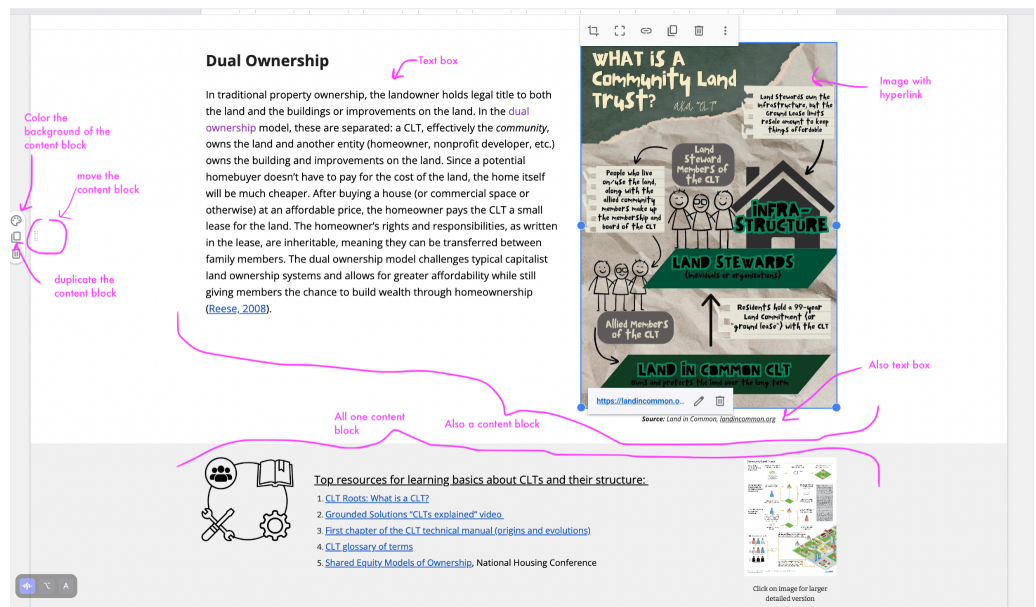 Dual Ownership
Text box
In traditional property ownership, the landowner holds legal title to both
the land and the buildings or improvements on the land. In the dual
ownership model, these are separated: a CLT, effectively the community,
owns the land and another entity (homeowner, nonprofit developer, etc.)
owns the building and improvements on the land. Since a potential
homebuyer doesn't have to pay for the cost of the land, the home itself
will be much cheaper. After buying a house (or commercial space or
otherwise) at an affordable price, the homeowner pays the CLT a small
lease for the land. The homeowner's rights and responsibilities, as written
in the lease, are inheritable, meaning they can be transferred between
family members. The dual ownership model challenges typical capitalist
land ownership systems and allows for greater affordability while still
giving members the chance to build wealth through homeownership
(Reese, 2008).
Color the
background of the
content block
move the
content block
duplicate the
content block
WHAT iS A
Community Land
Trust?
aka "CLT"
Land Stewards own the
infrastructure, but the
Ground Lease limits
resale amount to keep
things affordable
Land
Steward
Members of
the CLT
People who live
on/use the land,
along with the
allied community
members make up
the membership and
board of the CLT
iNFRA-
STRUCTURE
LAND STEWARDS
(individuals or organizations)
Residents hold a 99-year
Land Commitment (or
"ground lease") with the CLT
Allied Members
of the CLT
LAND iN COMMON CLT
owns and protects the land over the long term
https://landincommon.o...
Source: Land in Common, landincommon.org
Image with
hyperlink
Also text box
All one content
block
Also a content block
Top resources for learning basics about CLTs and their structure:
1. CLT Roots: What is a CLT?
2. Grounded Solutions "CLTs explained" video
3. First chapter of the CLT technical manual (origins and evolutions)
4. CLT glossary of terms
5. Shared Equity Models of Ownership, National Housing Conference
Click on image for larger
detailed version
A